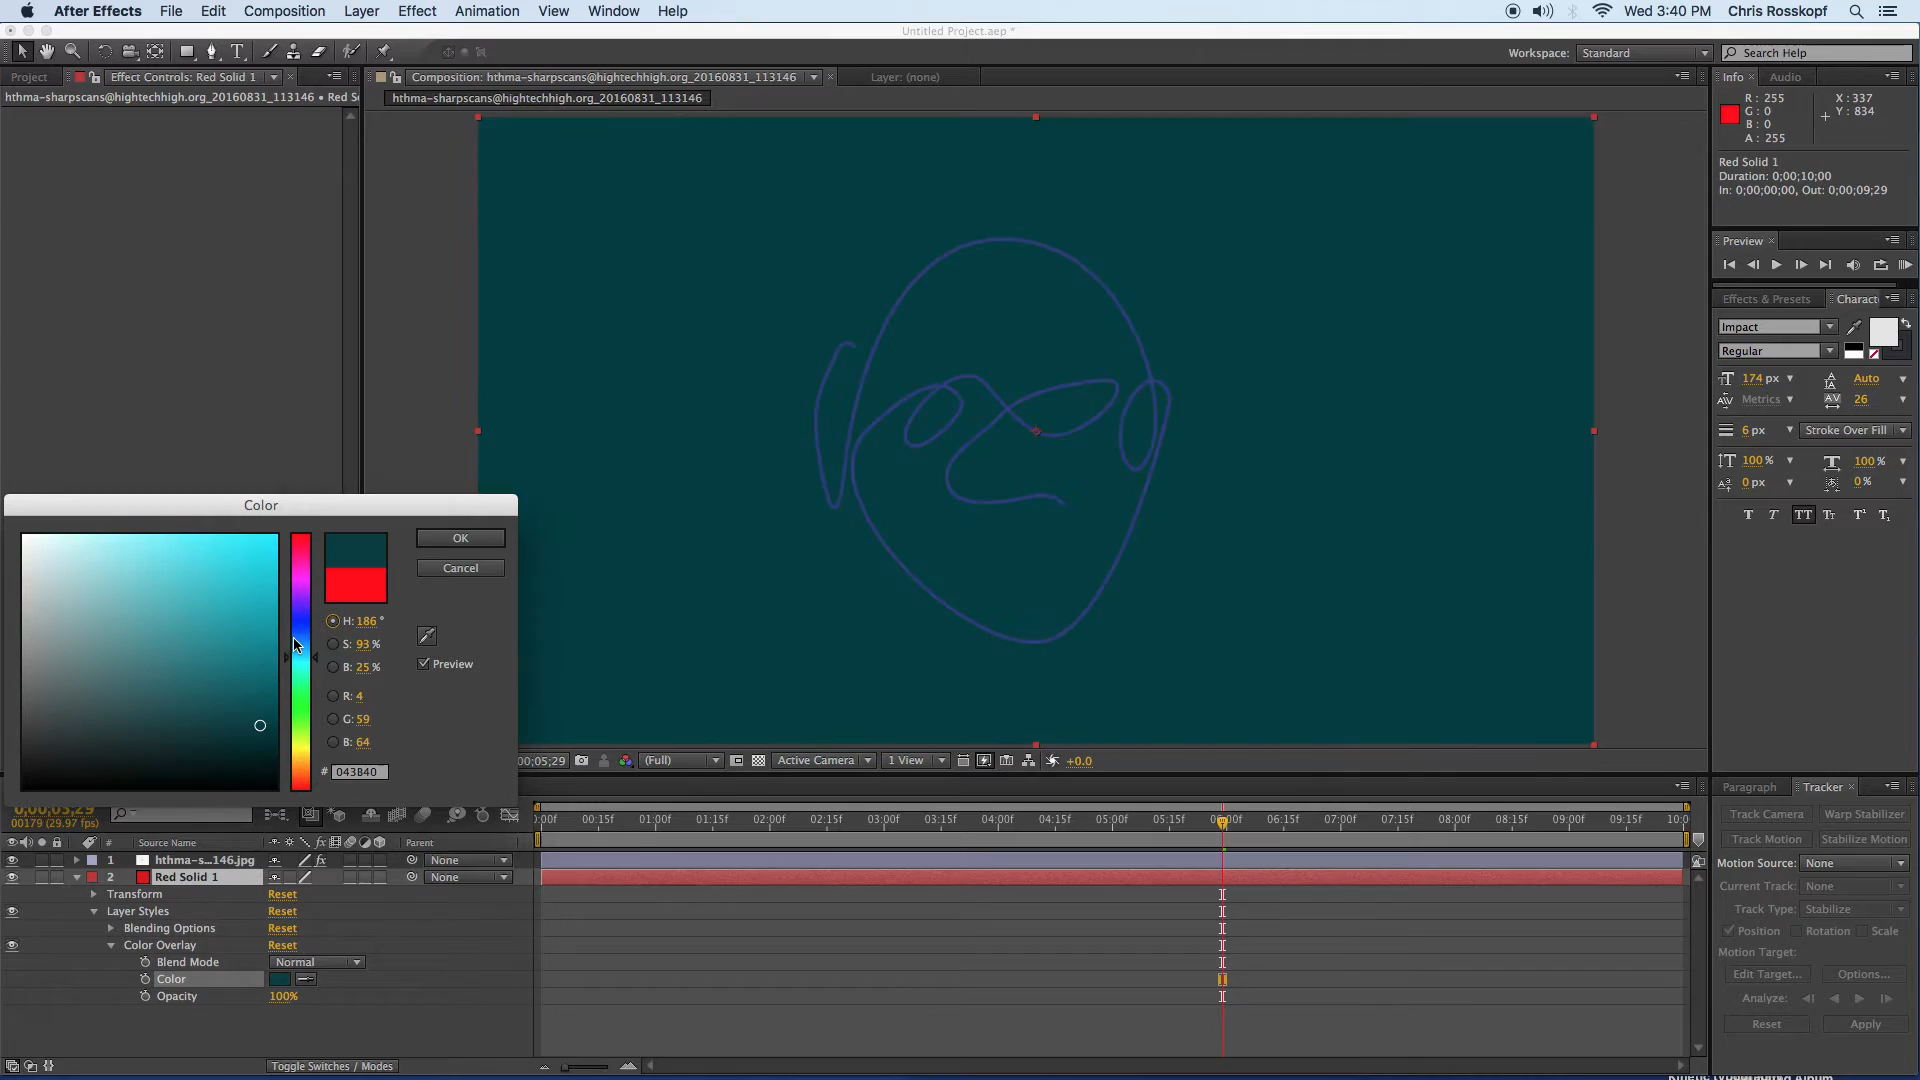 After Effects File Edit Composition Layer Effect Animation View Window Help Wed 3:40 PM Chris Rosskopf
Untitled Project.aep *
Workspace: Standard Search Help
Project Effect Controls: Red Solid 1 Composition: hthma-sharpscans@hightechhigh.org_20160831_113146 Layer: (none) Info Audio
hthma-sharpscans@hightechhigh.org_20160831_113146 • Red Sc
hthma-sharpscans@hightechhigh.org_20160831_113146
R: 255 X: 337
G: 0 Y: 834
B: 0
A: 255
Red Solid 1
Duration: 0;00;10;00
In: 0;00;00;00, Out: 0;00;09;29
Preview
Effects & Presets Charact
Impact
Regular
174 px Auto
Metrics 26
6 px Stroke Over Fill
100% 100%
0 px 0%
T T TT Tt T¹ T₁
Color
OK
Cancel
H: 186°
S: 93%
B: 25%
Preview
R: 4
G: 59
B: 64
# 043B40
00;05;29 (Full) Active Camera 1 View +0.0
Paragraph Tracker
Track Camera Warp Stabilizer
Track Motion Stabilize Motion
Motion Source: None
Current Track: None
Track Type: Stabilize
Position Rotation Scale
Motion Target:
Edit Target... Options...
Analyze:
Reset Apply
0;00;05;29
00179 (29.97 fps)
0:00f 00:15f 01:00f 01:15f 02:00f 02:15f 03:00f 03:15f 04:00f 04:15f 05:00f 05:15f 06:00f 06:15f 07:00f 07:15f 08:00f 08:15f 09:00f 09:15f 10:0
# Source Name fx Parent
1 hthma-s...146.jpg fx None
2 Red Solid 1 None
Transform Reset
Layer Styles Reset
Blending Options Reset
Color Overlay Reset
Blend Mode Normal
Color
Opacity 100%
Toggle Switches / Modes